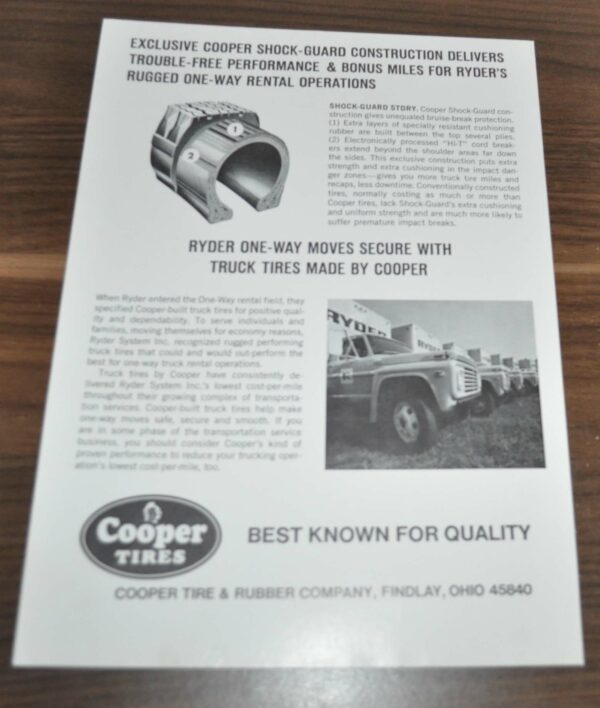 EXCLUSIVE COOPER SHOCK-GUARD CONSTRUCTION DELIVERS
TROUBLE-FREE PERFORMANCE & BONUS MILES FOR RYDER'S
RUGGED ONE-WAY RENTAL OPERATIONS
1
2
SHOCK-GUARD STORY. Cooper Shock-Guard con-
struction gives unequaled bruise-break protection.
(1) Extra layers of specially resistant cushioning
rubber are built between the top several plies.
(2) Electronically processed "Hi-T" cord break-
ers extend beyond the shoulder areas far down
the sides. This exclusive construction puts extra
strength and extra cushioning in the impact dan-
ger zones—gives you more truck tire miles and
recaps, less downtime. Conventionally constructed
tires, normally costing as much or more than
Cooper tires, lack Shock-Guard's extra cushioning
and uniform strength and are much more likely to
suffer premature impact breaks.
RYDER ONE-WAY MOVES SECURE WITH
TRUCK TIRES MADE BY COOPER
When Ryder entered the One-Way rental field, they
specified Cooper-built truck tires for positive qual-
ity and dependability. To serve individuals and
families, moving themselves for economy reasons,
Ryder System Inc. recognized rugged performing
truck tires that could and would out-perform the
best for one-way truck rental operations.
Truck tires by Cooper have consistently de-
livered Ryder System Inc.'s lowest cost-per-mile
throughout their growing complex of transporta-
tion services. Cooper-built truck tires help make
one-way moves safe, secure and smooth. If you
are in some phase of the transportation service
business, you should consider Cooper's kind of
proven performance to reduce your trucking oper-
ation's lowest cost-per-mile, too.
RYDER
Cooper
TIRES
BEST KNOWN FOR QUALITY
COOPER TIRE & RUBBER COMPANY, FINDLAY, OHIO 45840